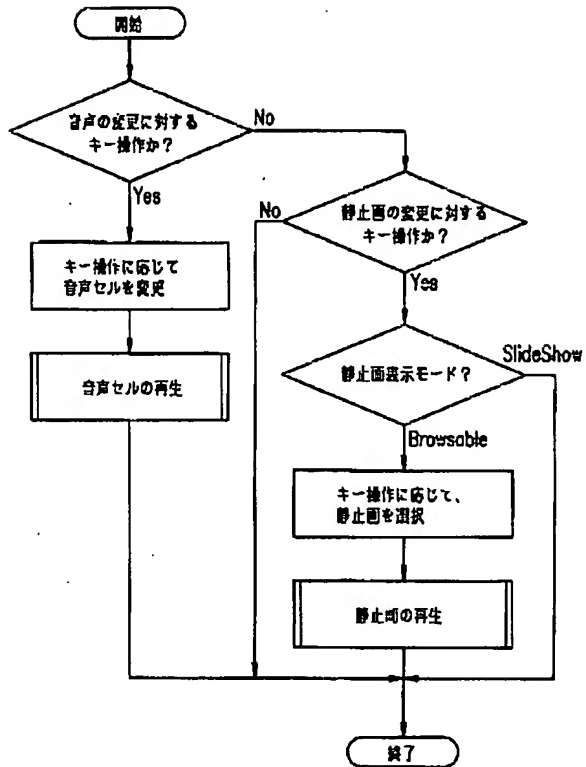 開始
音声の変更に対する
キー操作か？
No
Yes
静止画の変更に対する
キー操作か？
No
Yes
キー操作に応じて
音声セルを変更
音声セルの再生
静止画表示モード？
SlideShow
Browsable
キー操作に応じて、
静止画を選択
静止画の再生
終了